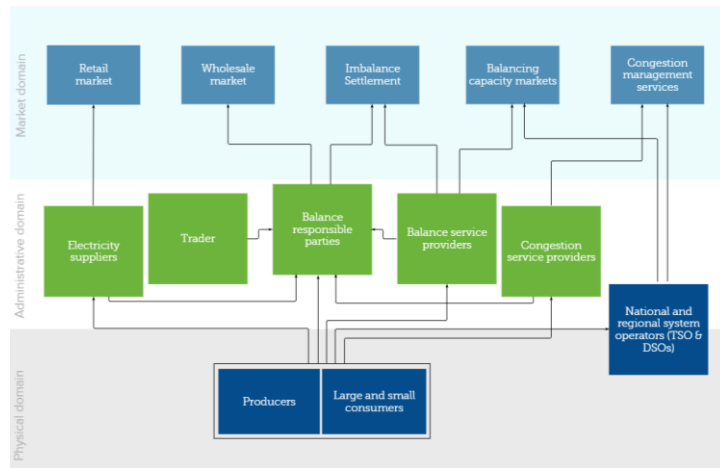 Market domain
Retail
market
Wholesale
market
Imbalance
Settlement
Balancing
capacity markets
Congestion
management
services
Administrative domain
Electricity
suppliers
Trader
Balance
responsible
parties
Balance service
providers
Congestion
service providers
National and
regional system
operators (TSO &
DSOs)
Physical domain
Producers
Large and small
consumers